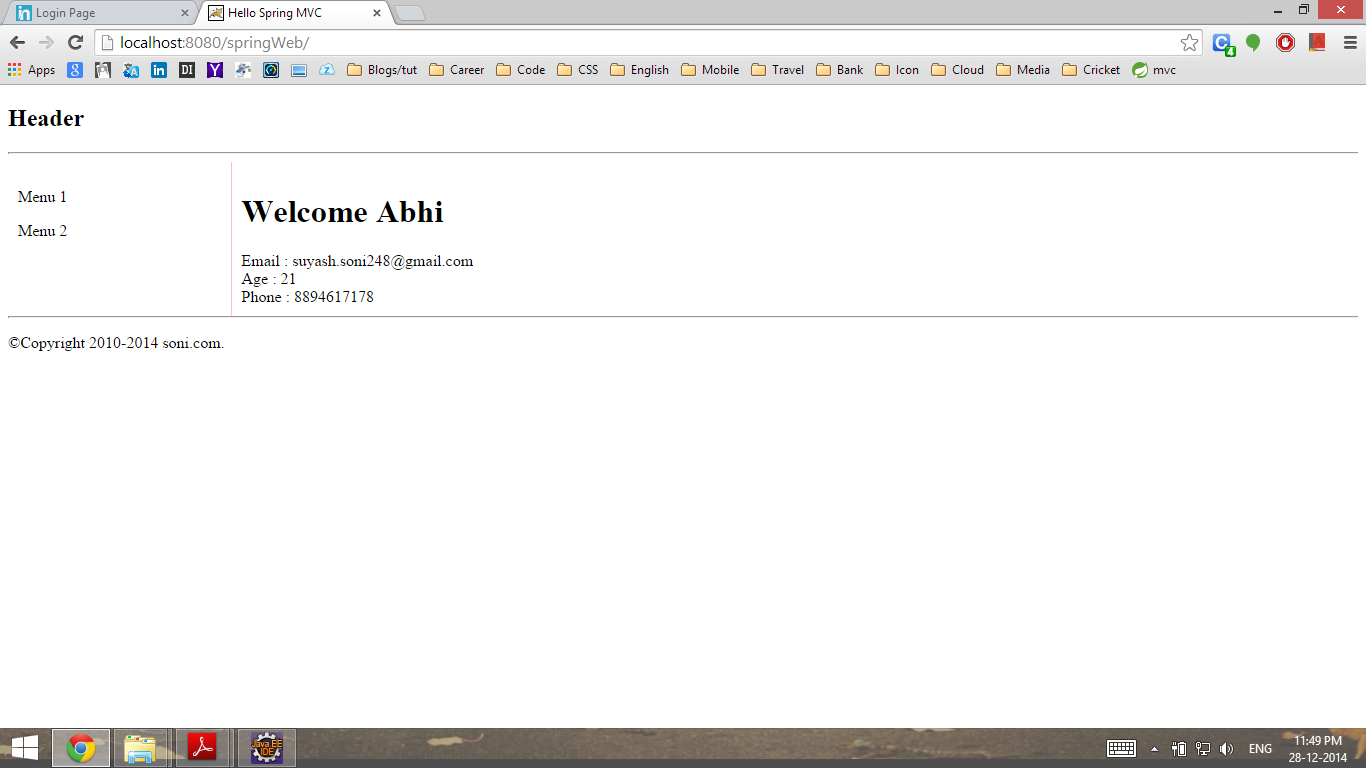 Login Page
Hello Spring MVC
localhost:8080/springWeb/
Apps Blogs/tut Career Code CSS English Mobile Travel Bank Icon Cloud Media Cricket mvc
Header
Menu 1
Menu 2
Welcome Abhi
Email : suyash.soni248@gmail.com
Age : 21
Phone : 8894617178
©Copyright 2010-2014 soni.com.
Java EE
IDE
ENG
11:49 PM
28-12-2014